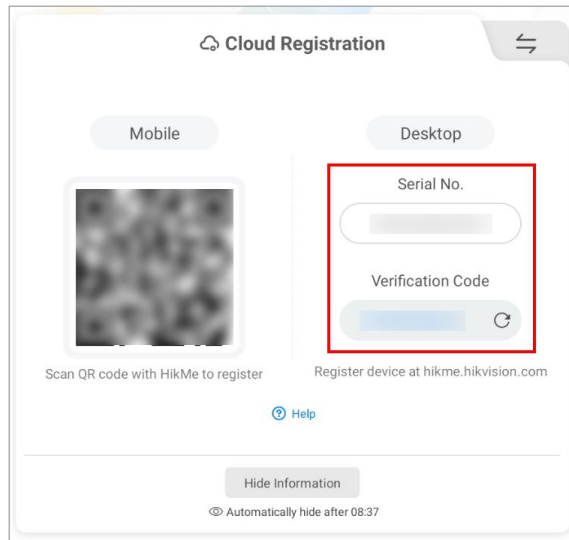 Cloud Registration
Mobile
Scan QR code with HikMe to register
Desktop
Serial No.
Verification Code
Register device at hikme.hikvision.com
Help
Hide Information
Automatically hide after 08:37